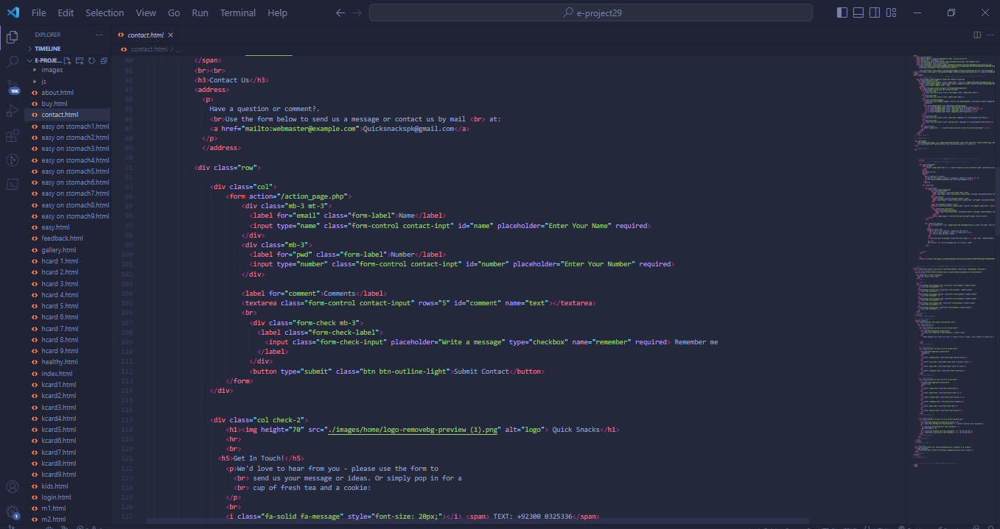 File Edit Selection View Go Run Terminal Help
e-project29
EXPLORER
TIMELINE
E-PROJE...
images
js
about.html
buy.html
contact.html
easy on stomach1.html
easy on stomach2.html
easy on stomach3.html
easy on stomach4.html
easy on stomach5.html
easy on stomach6.html
easy on stomach7.html
easy on stomach8.html
easy on stomach9.html
easy.html
feedback.html
gallery.html
hcard 1.html
hcard 2.html
hcard 3.html
hcard 4.html
hcard 5.html
hcard 6.html
hcard 7.html
hcard 8.html
hcard 9.html
healthy.html
index.html
kcard1.html
kcard2.html
kcard3.html
kcard4.html
kcard5.html
kcard6.html
kcard7.html
kcard8.html
kcard9.html
kids.html
login.html
m1.html
m2.html
10K
1
contact.html
contact.html > ...
80 </span>
81 <br><br>
82 <h3>Contact Us</h3>
83 <address>
84 <p>
85 Have a question or comment?.
86 <br>Use the form below to send us a message or contact us by mail <br> at:
87 <a href="mailto:webmaster@example.com">Quicksnackspk@gmail.com</a>
88 </p>
89 </address>
90
91 <div class="row">
92
93 <div class="col">
94 <form action="/action_page.php">
95 <div class="mb-3 mt-3">
96 <label for="email" class="form-label">Name</label>
97 <input type="name" class="form-control contact-inpt" id="name" placeholder="Enter Your Name" required>
98 </div>
99 <div class="mb-3">
100 <label for="pwd" class="form-label">Number</label>
101 <input type="number" class="form-control contact-inpt" id="number" placeholder="Enter Your Number" required>
102 </div>
103
104 <label for="comment">Comments</label>
105 <textarea class="form-control contact-input" rows="5" id="comment" name="text"></textarea>
106 <br>
107 <div class="form-check mb-3">
108 <label class="form-check-label">
109 <input class="form-check-input" placeholder="Write a message" type="checkbox" name="remember" required> Remember me
110 </label>
111 </div>
112 <button type="submit" class="btn btn-outline-light">Submit Contact</button>
113 </form>
114 </div>
115
116
117 <div class="col check-2">
118 <h1><img height="70" src="./images/home/logo-removebg-preview (1).png" alt="logo"> Quick Snacks</h1>
119 <hr>
120 <br>
121 <h5>Get In Touch!</h5>
122 <p>We'd love to hear from you - please use the form to
123 <br> send us your message or ideas. Or simply pop in for a
124 <br> cup of fresh tea and a cookie:
125 </p>
126 <br>
127 <i class="fa-solid fa-message" style="font-size: 20px;"></i> <span> TEXT: +92300 0325336</span>